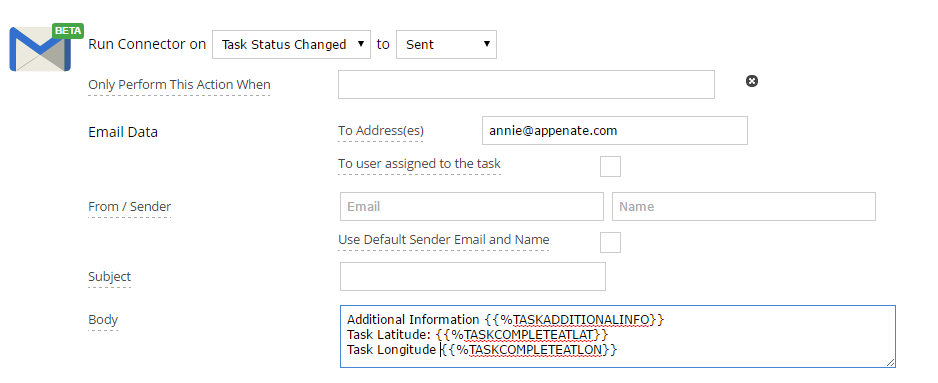 BETA
Run Connector on Task Status Changed to Sent
Only Perform This Action When
Email Data To Address(es) annie@appenate.com
To user assigned to the task
From / Sender Email Name
Use Default Sender Email and Name
Subject
Body Additional Information {{%TASKADDITIONALINFO}}
Task Latitude: {{%TASKCOMPLETEATLAT}}
Task Longitude {{%TASKCOMPLETEATLON}}